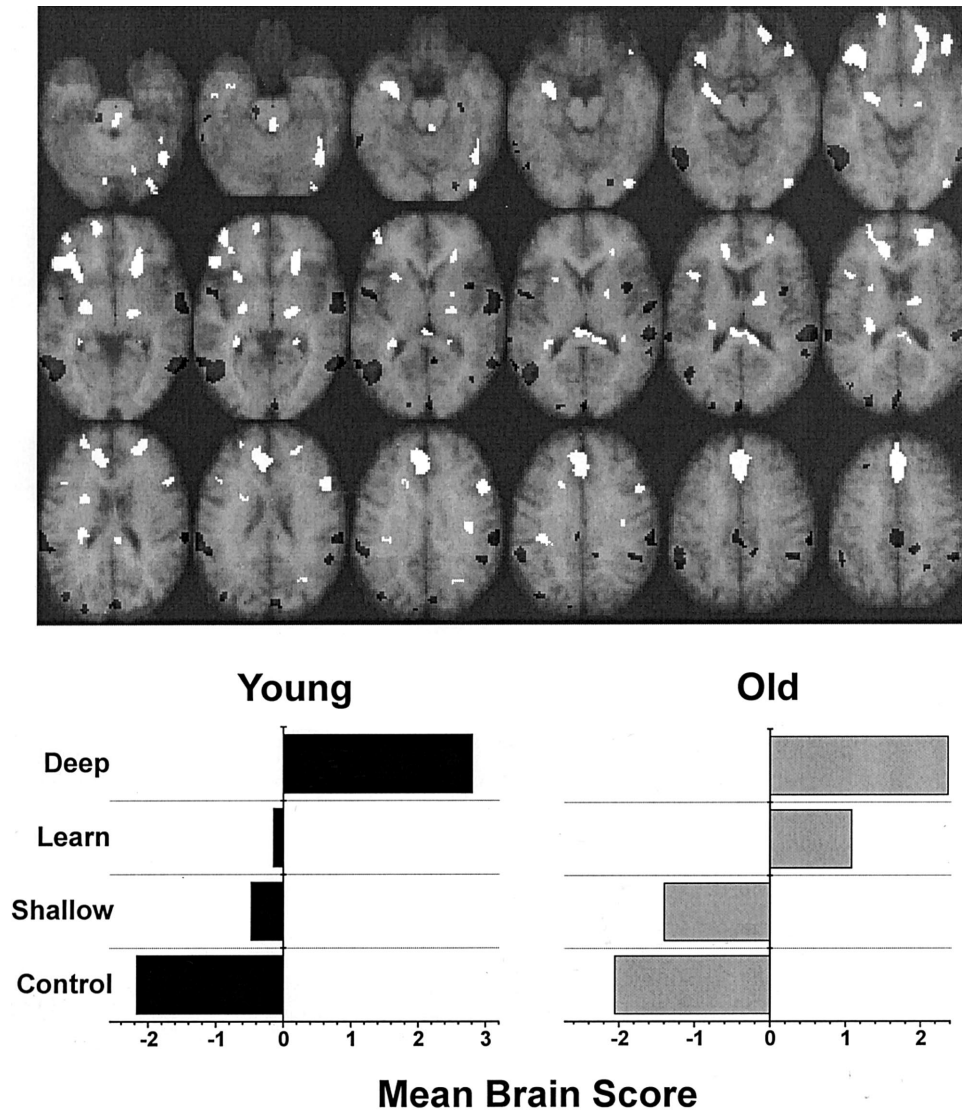 Young Old
Deep
Learn
Shallow
Control
-2 -1 0 1 2 3 -2 -1 0 1 2
Mean Brain Score